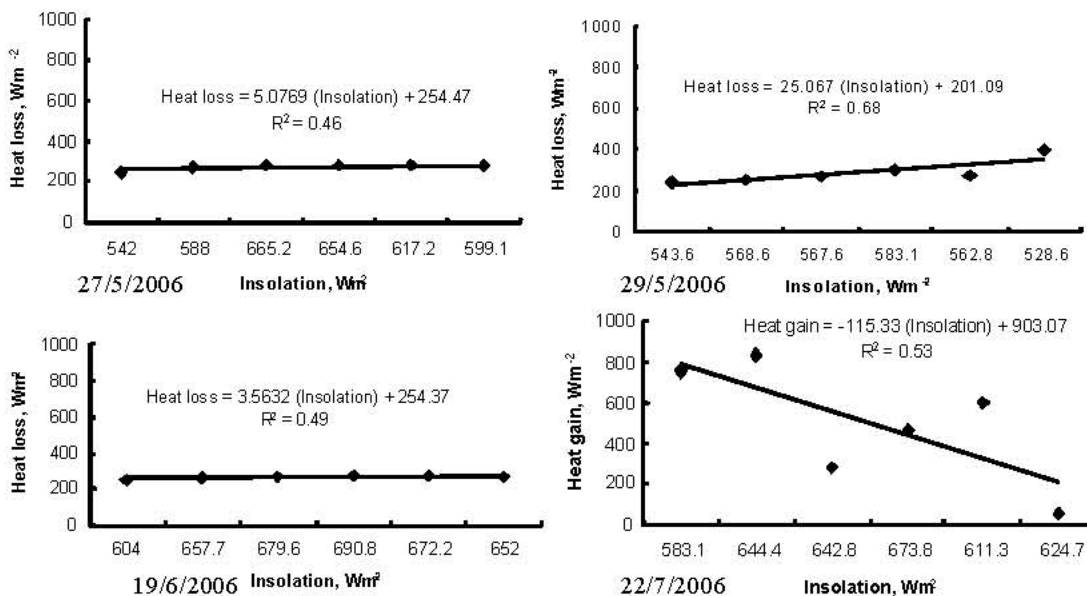 Heat loss, Wm⁻²
1000
800
600
400
200
0
Heat loss = 5.0769 (Insolation) + 254.47
R² = 0.46
542 588 665.2 654.6 617.2 599.1
27/5/2006 Insolation, Wm²
Heat loss, Wm⁻²
1000
800
600
400
200
0
Heat loss = 25.067 (Insolation) + 201.09
R² = 0.68
543.6 568.6 567.6 583.1 562.8 528.6
29/5/2006 Insolation, Wm⁻²
Heat loss, Wm²
1000
800
600
400
200
0
Heat loss = 3.5632 (Insolation) + 254.37
R² = 0.49
604 657.7 679.6 690.8 672.2 652
19/6/2006 Insolation, Wm²
Heat gain, Wm⁻²
1000
800
600
400
200
0
Heat gain = -115.33 (Insolation) + 903.07
R² = 0.53
583.1 644.4 642.8 673.8 611.3 624.7
22/7/2006 Insolation, Wm²